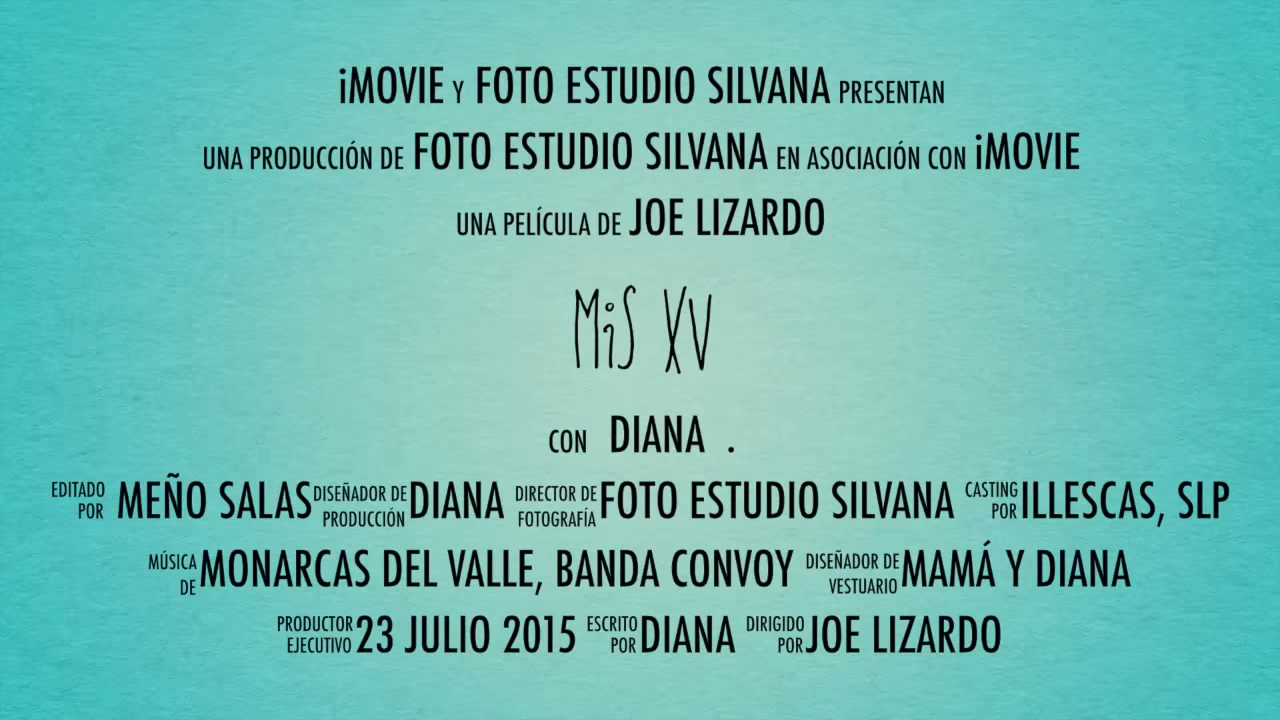 iMOVIE Y FOTO ESTUDIO SILVANA PRESENTAN
UNA PRODUCCIÓN DE FOTO ESTUDIO SILVANA EN ASOCIACIÓN CON iMOVIE
UNA PELÍCULA DE JOE LIZARDO
MiS XV
CON DIANA .
EDITADO POR MEÑO SALAS DISEÑADOR DE PRODUCCIÓN DIANA DIRECTOR DE FOTOGRAFÍA FOTO ESTUDIO SILVANA CASTING POR ILLESCAS, SLP
MÚSICA DE MONARCAS DEL VALLE, BANDA CONVOY DISEÑADOR DE VESTUARIO MAMÁ Y DIANA
PRODUCTOR EJECUTIVO 23 JULIO 2015 ESCRITO POR DIANA DIRIGIDO POR JOE LIZARDO